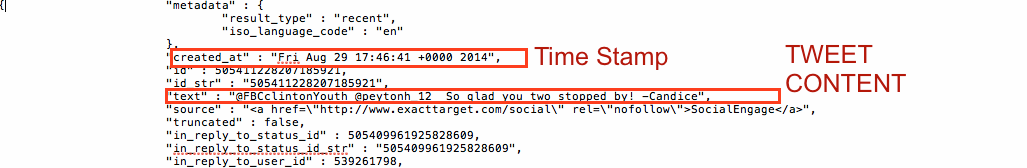 { "metadata" : {
"result_type" : "recent",
"iso_language_code" : "en"
},
"created_at" : "Fri Aug 29 17:46:41 +0000 2014", Time Stamp
TWEET
CONTENT
"id" : 505411228207185921,
"id_str" : "505411228207185921",
"text" : "@FBCclintonYouth @peytonh_12 So glad you two stopped by! -Candice",
"source" : "<a href=\"http://www.exacttarget.com/social\" rel=\"nofollow\">SocialEngage</a>",
"truncated" : false,
"in_reply_to_status_id" : 505409961925828609,
"in_reply_to_status_id_str" : "505409961925828609",
"in_reply_to_user_id" : 539261798,